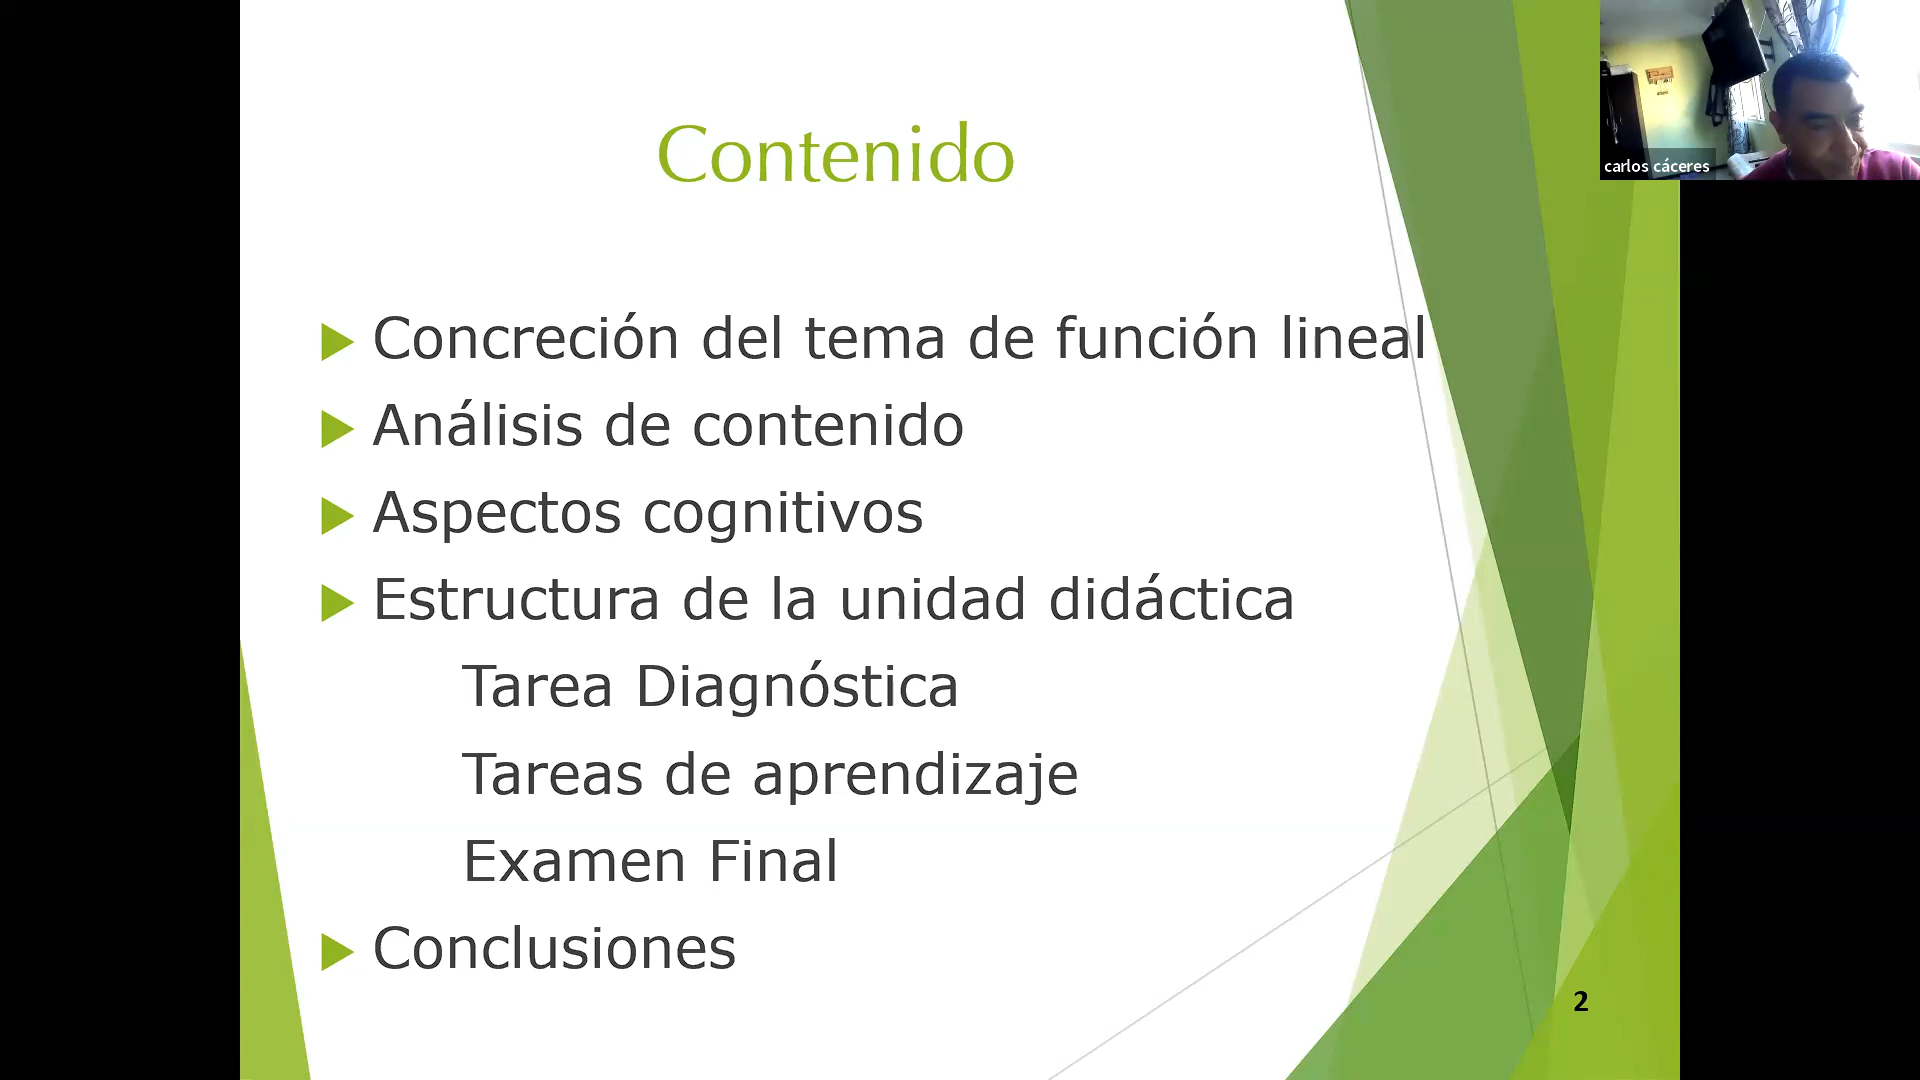 Contenido
Concreción del tema de función lineal
Análisis de contenido
Aspectos cognitivos
Estructura de la unidad didáctica
Tarea Diagnóstica
Tareas de aprendizaje
Examen Final
Conclusiones
2
carlos cáceres